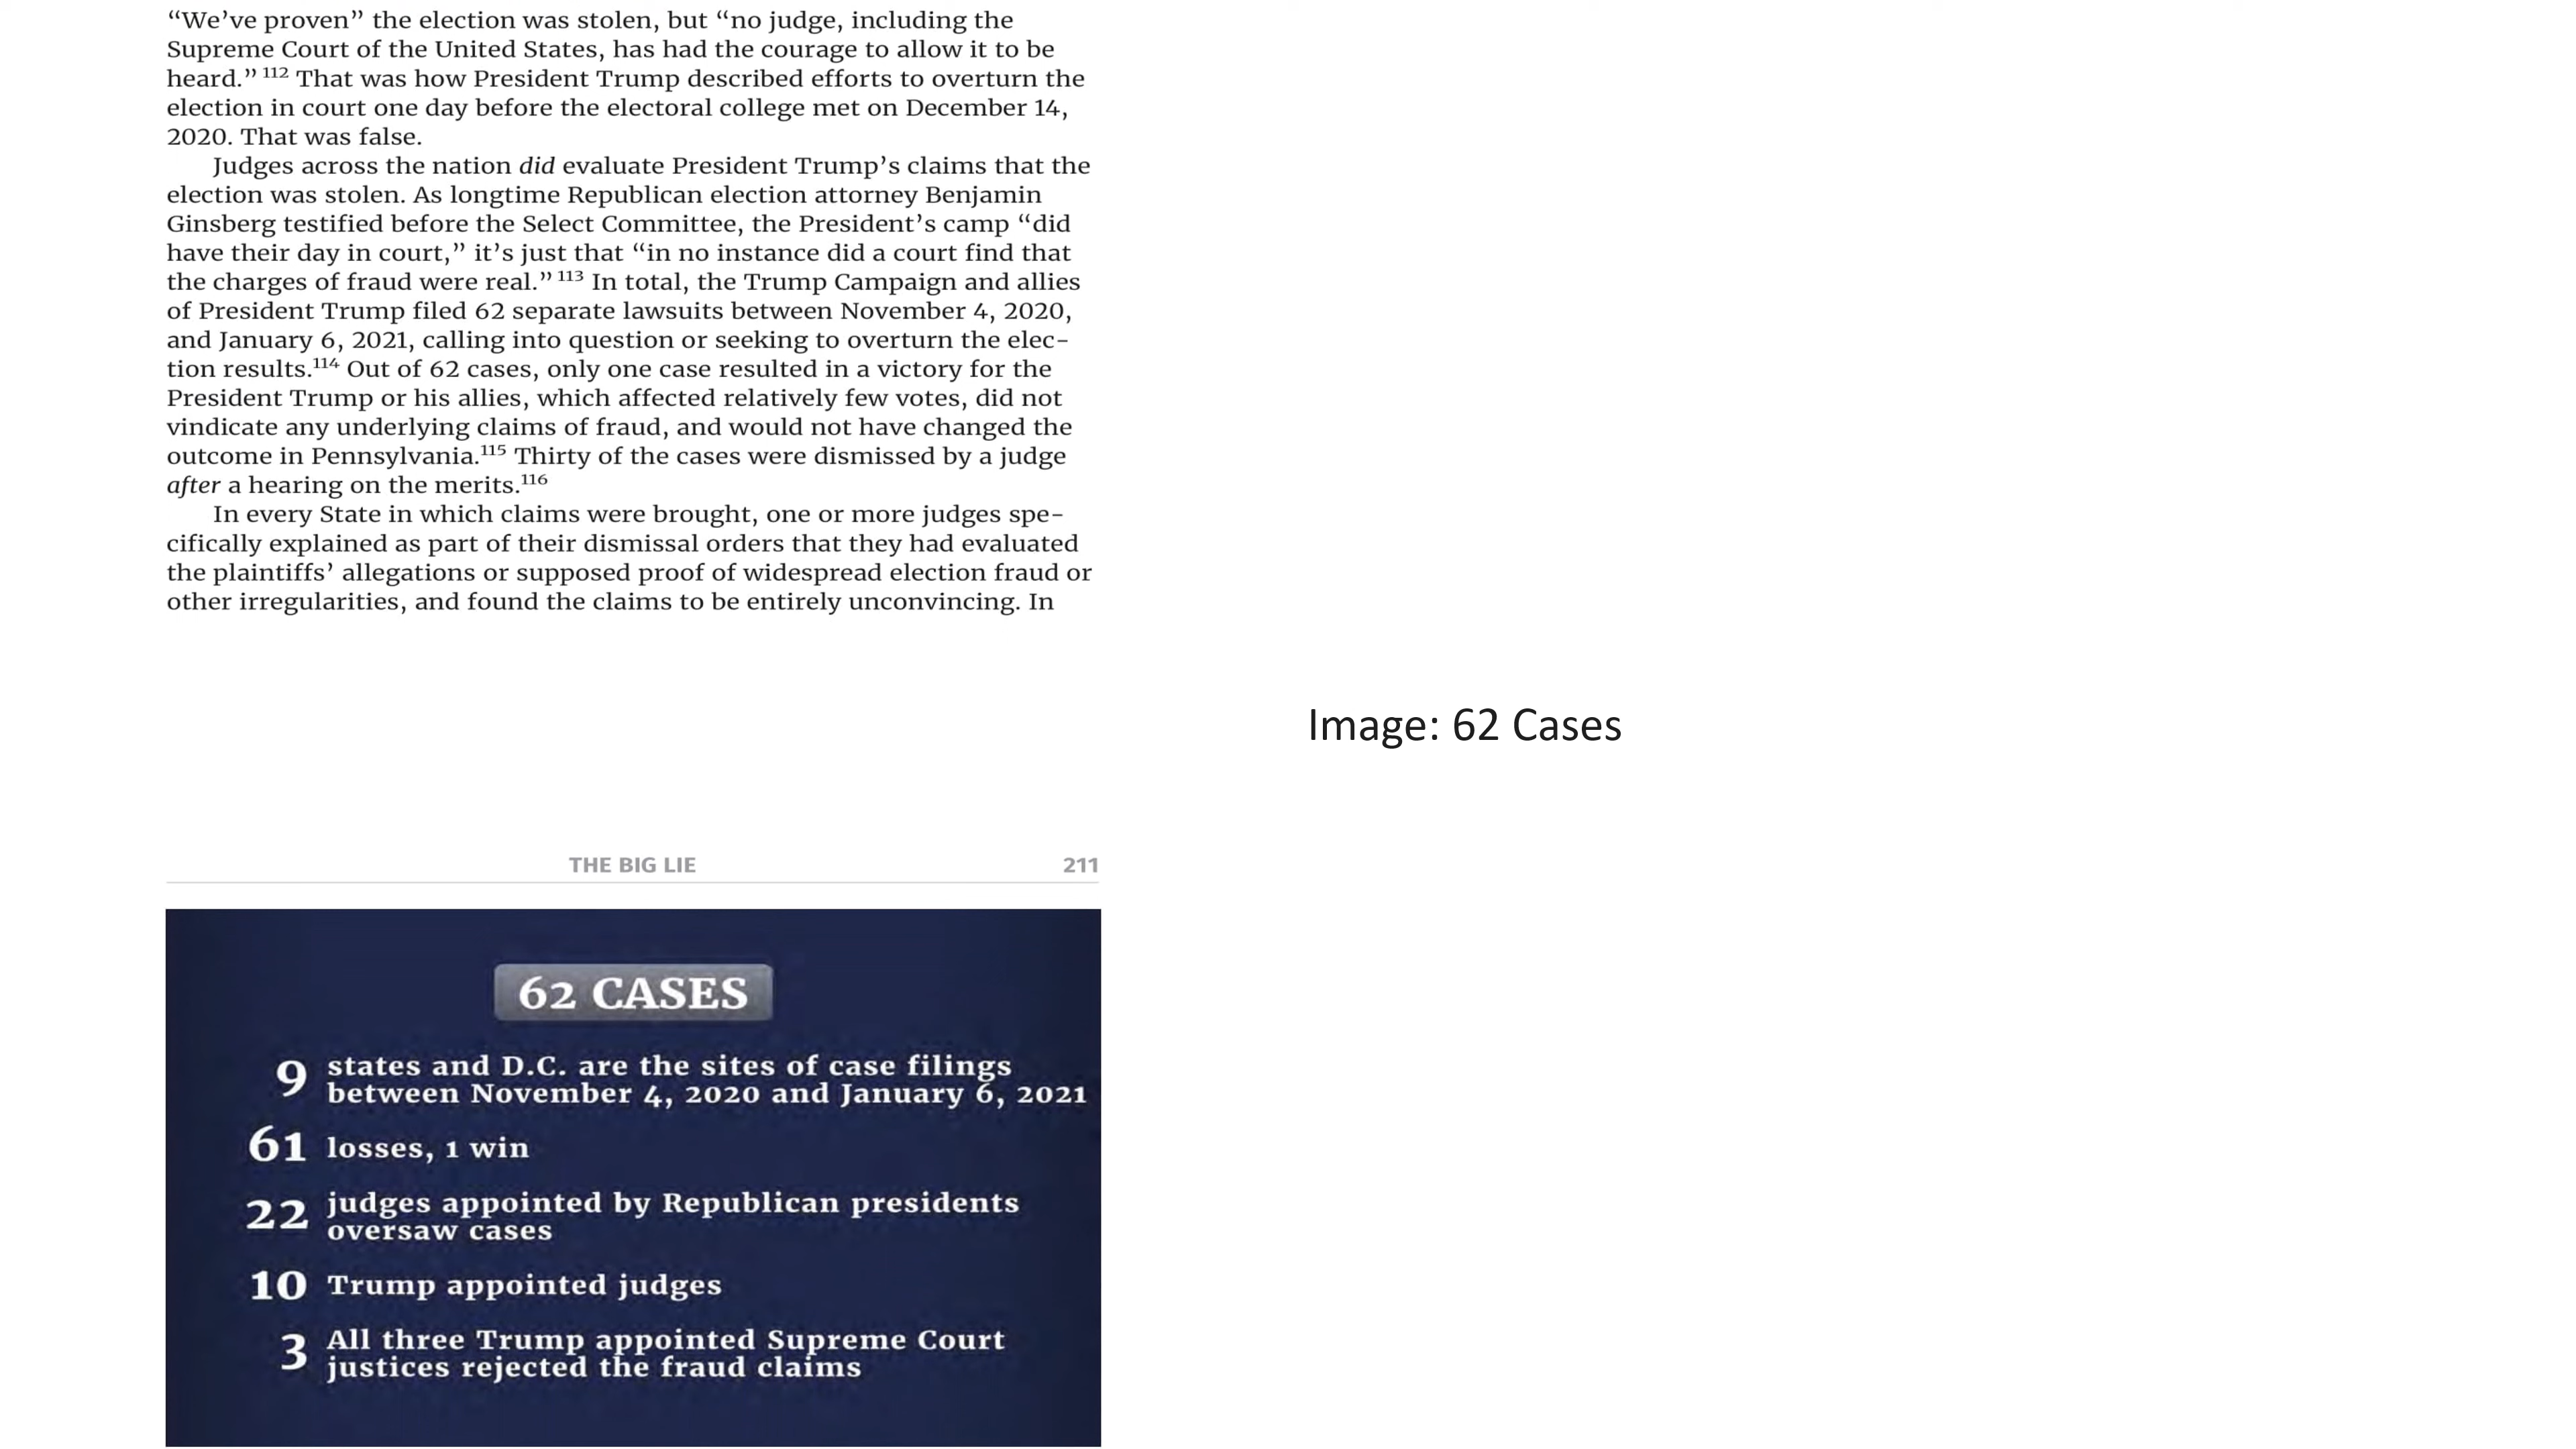 “We’ve proven” the election was stolen, but “no judge, including the
Supreme Court of the United States, has had the courage to allow it to be
heard.” 112 That was how President Trump described efforts to overturn the
election in court one day before the electoral college met on December 14,
2020. That was false.
Judges across the nation did evaluate President Trump’s claims that the
election was stolen. As longtime Republican election attorney Benjamin
Ginsberg testified before the Select Committee, the President’s camp “did
have their day in court,” it’s just that “in no instance did a court find that
the charges of fraud were real.” 113 In total, the Trump Campaign and allies
of President Trump filed 62 separate lawsuits between November 4, 2020,
and January 6, 2021, calling into question or seeking to overturn the elec-
tion results.114 Out of 62 cases, only one case resulted in a victory for the
President Trump or his allies, which affected relatively few votes, did not
vindicate any underlying claims of fraud, and would not have changed the
outcome in Pennsylvania.115 Thirty of the cases were dismissed by a judge
after a hearing on the merits.116
In every State in which claims were brought, one or more judges spe-
cifically explained as part of their dismissal orders that they had evaluated
the plaintiffs’ allegations or supposed proof of widespread election fraud or
other irregularities, and found the claims to be entirely unconvincing. In
Image: 62 Cases
THE BIG LIE 211
62 CASES
9 states and D.C. are the sites of case filings
between November 4, 2020 and January 6, 2021
61 losses, 1 win
22 judges appointed by Republican presidents
oversaw cases
10 Trump appointed judges
3 All three Trump appointed Supreme Court
justices rejected the fraud claims